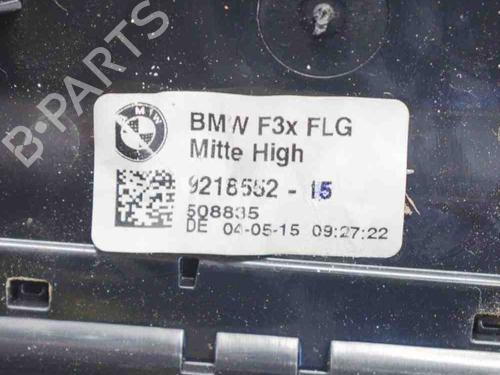 B-PARTS
BMW
BMW F3x FLG
Mitte High
9218552 - 15
508835
DE 04-05-15 09:27:22